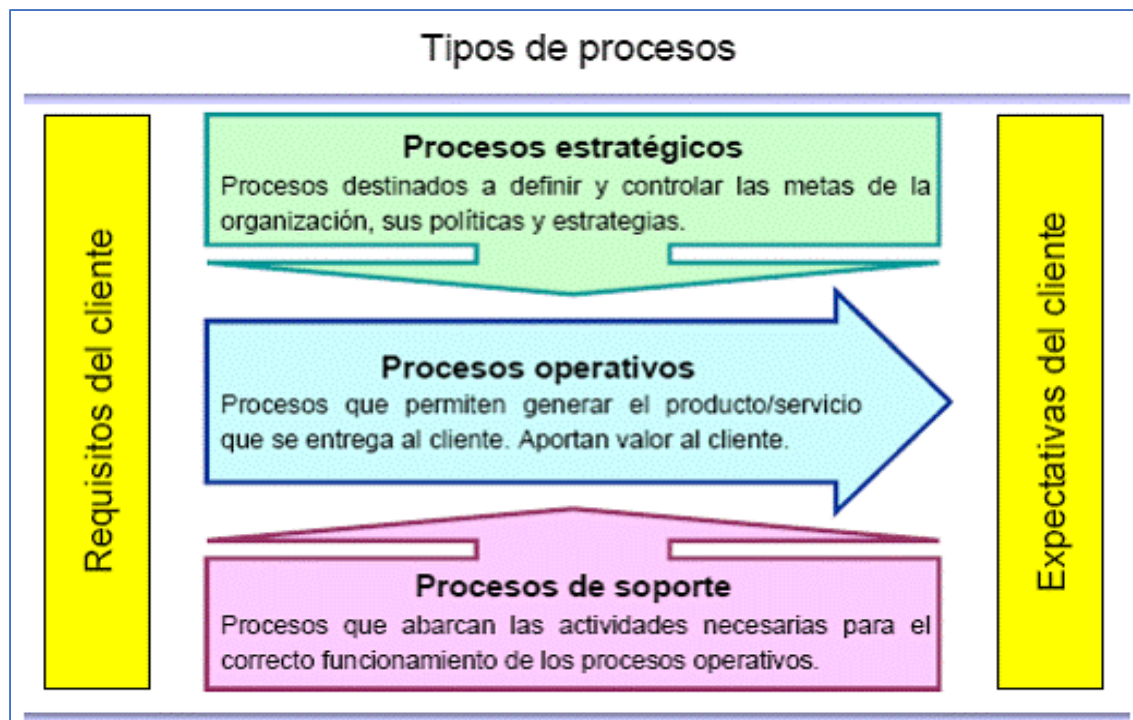 Tipos de procesos
Requisitos del cliente
Procesos estratégicos
Procesos destinados a definir y controlar las metas de la
organización, sus políticas y estrategias.
Procesos operativos
Procesos que permiten generar el producto/servicio
que se entrega al cliente. Aportan valor al cliente.
Procesos de soporte
Procesos que abarcan las actividades necesarias para el
correcto funcionamiento de los procesos operativos.
Expectativas del cliente